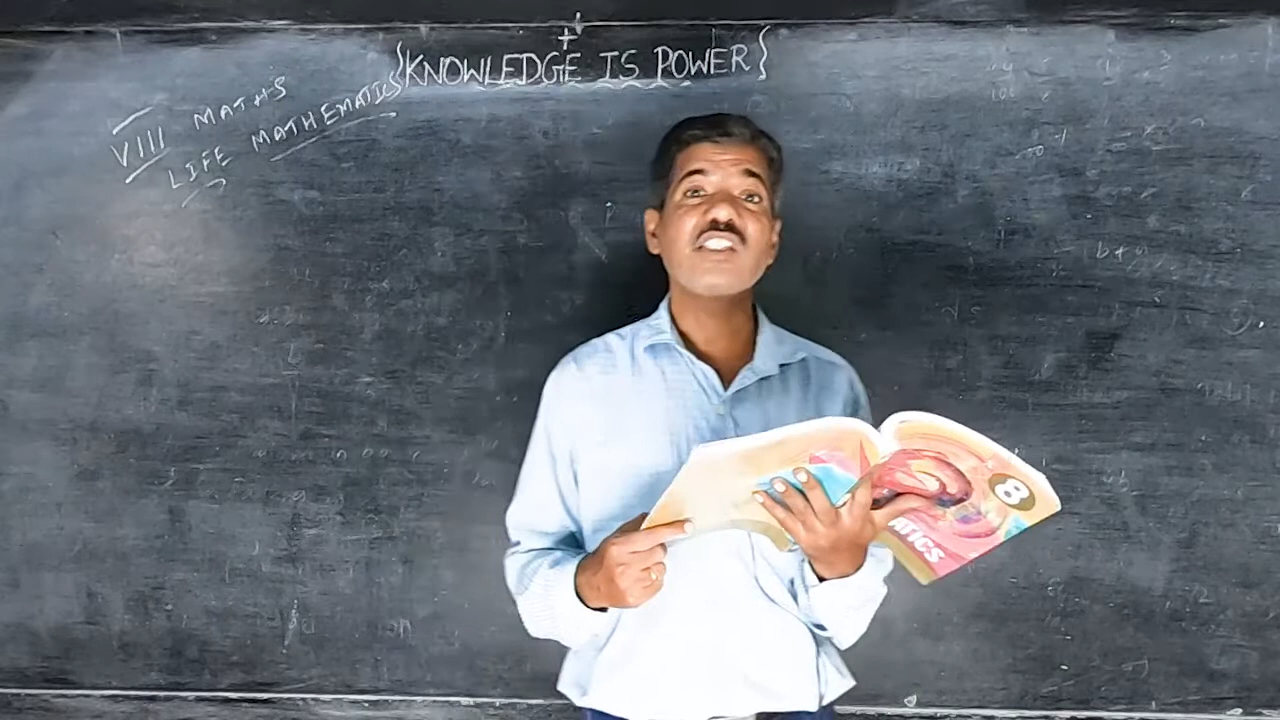 {KNOWLEDGE IS POWER}
VIII MATHS
LIFE MATHEMATICS
8
ATICS